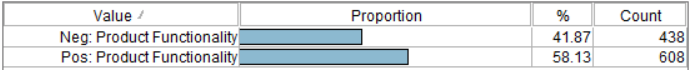 Value / Proportion % Count
Neg: Product Functionality 41.87 438
Pos: Product Functionality 58.13 608